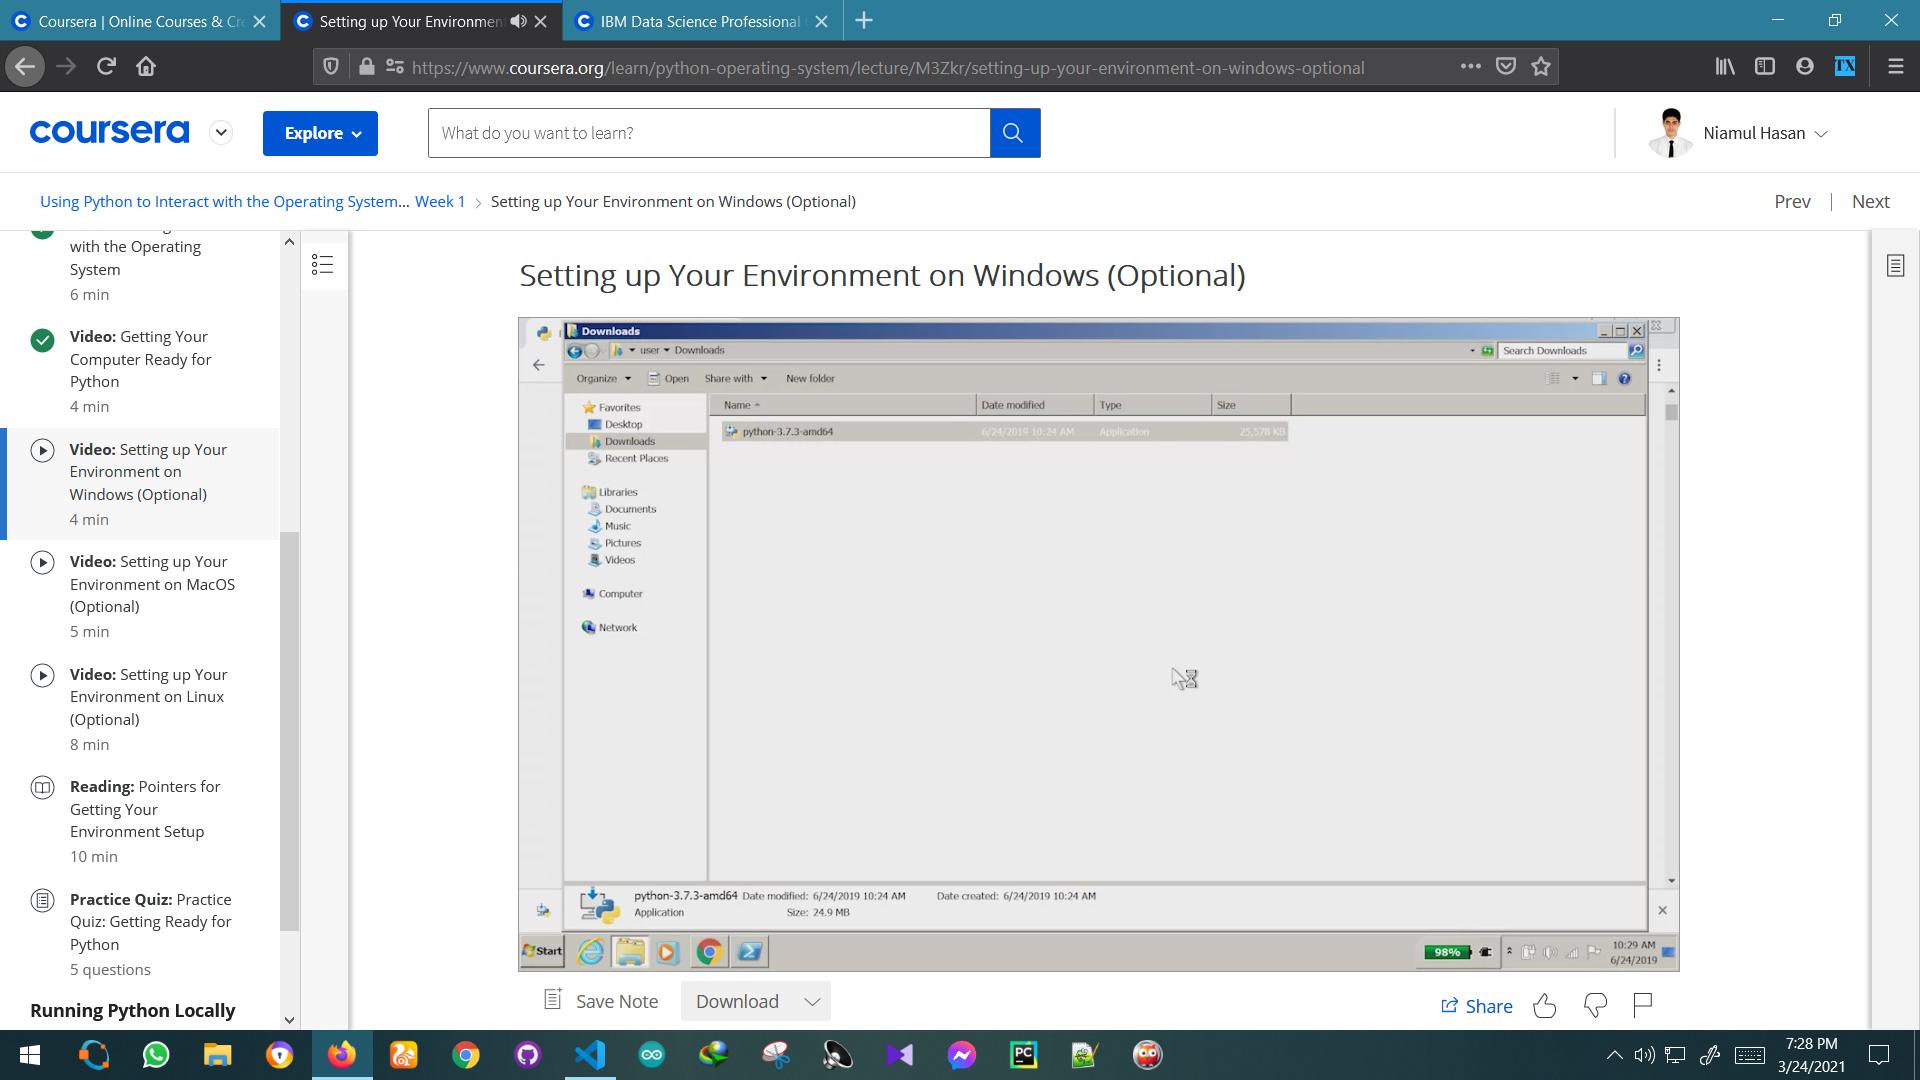 Coursera | Online Courses & Cre
Setting up Your Environmen
IBM Data Science Professional
https://www.coursera.org/learn/python-operating-system/lecture/M3Zkr/setting-up-your-environment-on-windows-optional
TX
coursera
Explore
What do you want to learn?
Niamul Hasan
Using Python to Interact with the Operating System... Week 1 > Setting up Your Environment on Windows (Optional)
Prev | Next
with the Operating
System
6 min
Video: Getting Your
Computer Ready for
Python
4 min
Video: Setting up Your
Environment on
Windows (Optional)
4 min
Video: Setting up Your
Environment on MacOS
(Optional)
5 min
Video: Setting up Your
Environment on Linux
(Optional)
8 min
Reading: Pointers for
Getting Your
Environment Setup
10 min
Practice Quiz: Practice
Quiz: Getting Ready for
Python
5 questions
Running Python Locally
Setting up Your Environment on Windows (Optional)
Downloads
user Downloads
Search Downloads
Organize Open Share with New folder
Name Date modified Type Size
python-3.7.3-amd64 6/24/2019 10:24 AM Application 25,578 KB
Favorites
Desktop
Downloads
Recent Places
Libraries
Documents
Music
Pictures
Videos
Computer
Network
python-3.7.3-amd64 Date modified: 6/24/2019 10:24 AM Date created: 6/24/2019 10:24 AM
Application Size: 24.9 MB
Start
98%
10:29 AM
6/24/2019
Save Note
Download
Share
PC
7:28 PM
3/24/2021